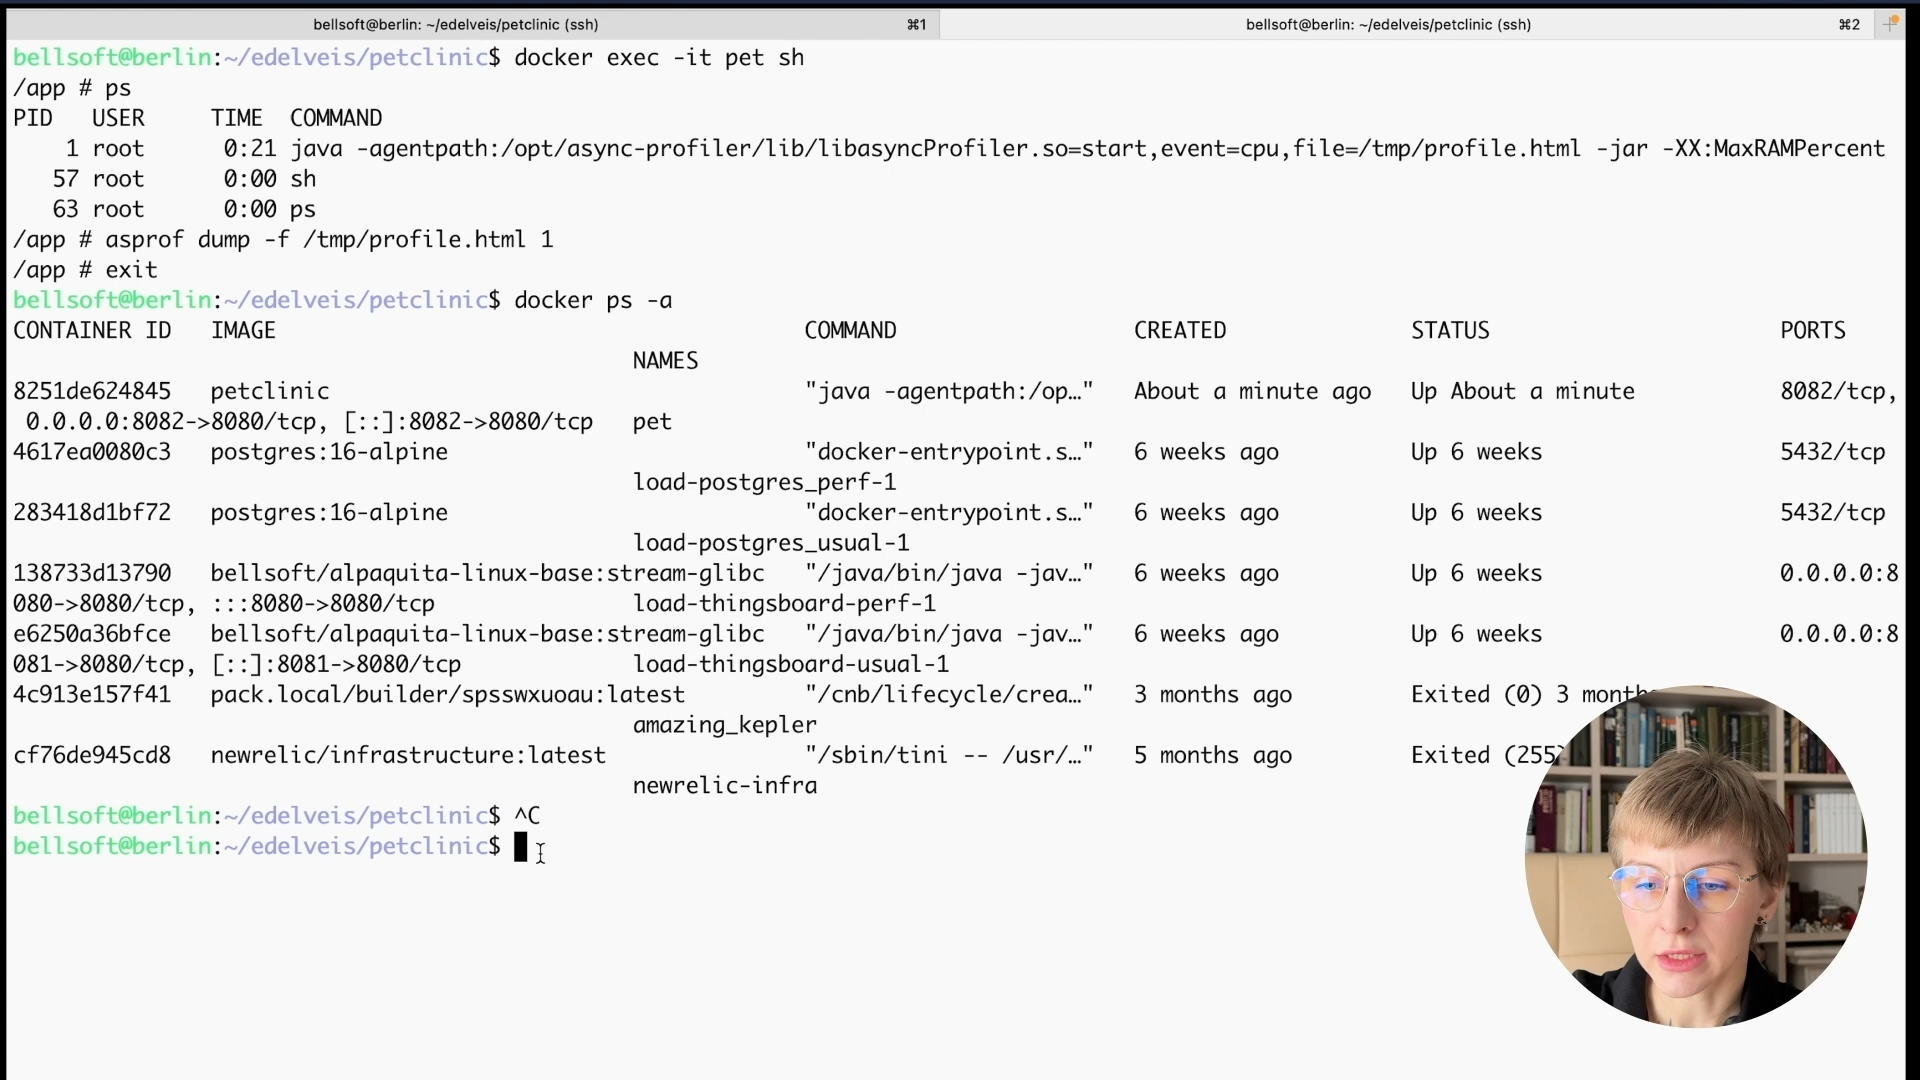 bellsoft@berlin: ~/edelveis/petclinic (ssh) ⌘1 bellsoft@berlin: ~/edelveis/petclinic (ssh) ⌘2
bellsoft@berlin:~/edelveis/petclinic$ docker exec -it pet sh
/app # ps
PID USER TIME COMMAND
1 root 0:21 java -agentpath:/opt/async-profiler/lib/libasyncProfiler.so=start,event=cpu,file=/tmp/profile.html -jar -XX:MaxRAMPercent
57 root 0:00 sh
63 root 0:00 ps
/app # asprof dump -f /tmp/profile.html 1
/app # exit
bellsoft@berlin:~/edelveis/petclinic$ docker ps -a
CONTAINER ID IMAGE COMMAND CREATED STATUS PORTS
NAMES
8251de624845 petclinic "java -agentpath:/op…" About a minute ago Up About a minute 8082/tcp,
0.0.0.0:8082->8080/tcp, [::]:8082->8080/tcp pet
4617ea0080c3 postgres:16-alpine "docker-entrypoint.s…" 6 weeks ago Up 6 weeks 5432/tcp
load-postgres_perf-1
283418d1bf72 postgres:16-alpine "docker-entrypoint.s…" 6 weeks ago Up 6 weeks 5432/tcp
load-postgres_usual-1
138733d13790 bellsoft/alpaquita-linux-base:stream-glibc "/java/bin/java -jav…" 6 weeks ago Up 6 weeks 0.0.0.0:8
080->8080/tcp, :::8080->8080/tcp load-thingsboard-perf-1
e6250a36bfce bellsoft/alpaquita-linux-base:stream-glibc "/java/bin/java -jav…" 6 weeks ago Up 6 weeks 0.0.0.0:8
081->8080/tcp, [::]:8081->8080/tcp load-thingsboard-usual-1
4c913e157f41 pack.local/builder/spsswxuoau:latest "/cnb/lifecycle/crea…" 3 months ago Exited (0) 3
amazing_kepler
cf76de945cd8 newrelic/infrastructure:latest "/sbin/tini -- /usr/…" 5 months ago Exited (255)
newrelic-infra
bellsoft@berlin:~/edelveis/petclinic$ ^C
bellsoft@berlin:~/edelveis/petclinic$